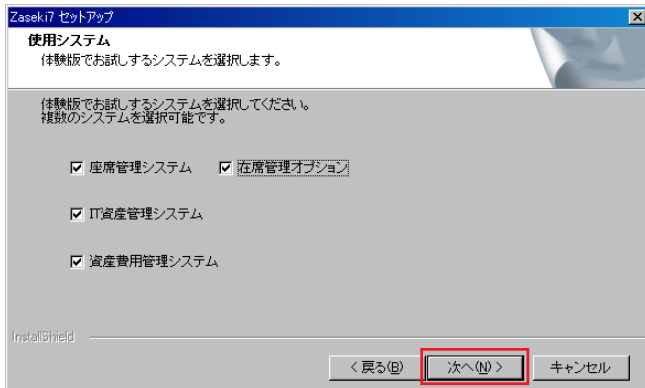 Zaseki7 セットアップ
使用システム
体験版でお試しするシステムを選択します。
体験版でお試しするシステムを選択してください。
複数のシステムを選択可能です。
座席管理システム 在席管理オプション
IT資産管理システム
資産費用管理システム
InstallShield
< 戻る(B) 次へ(N) > キャンセル